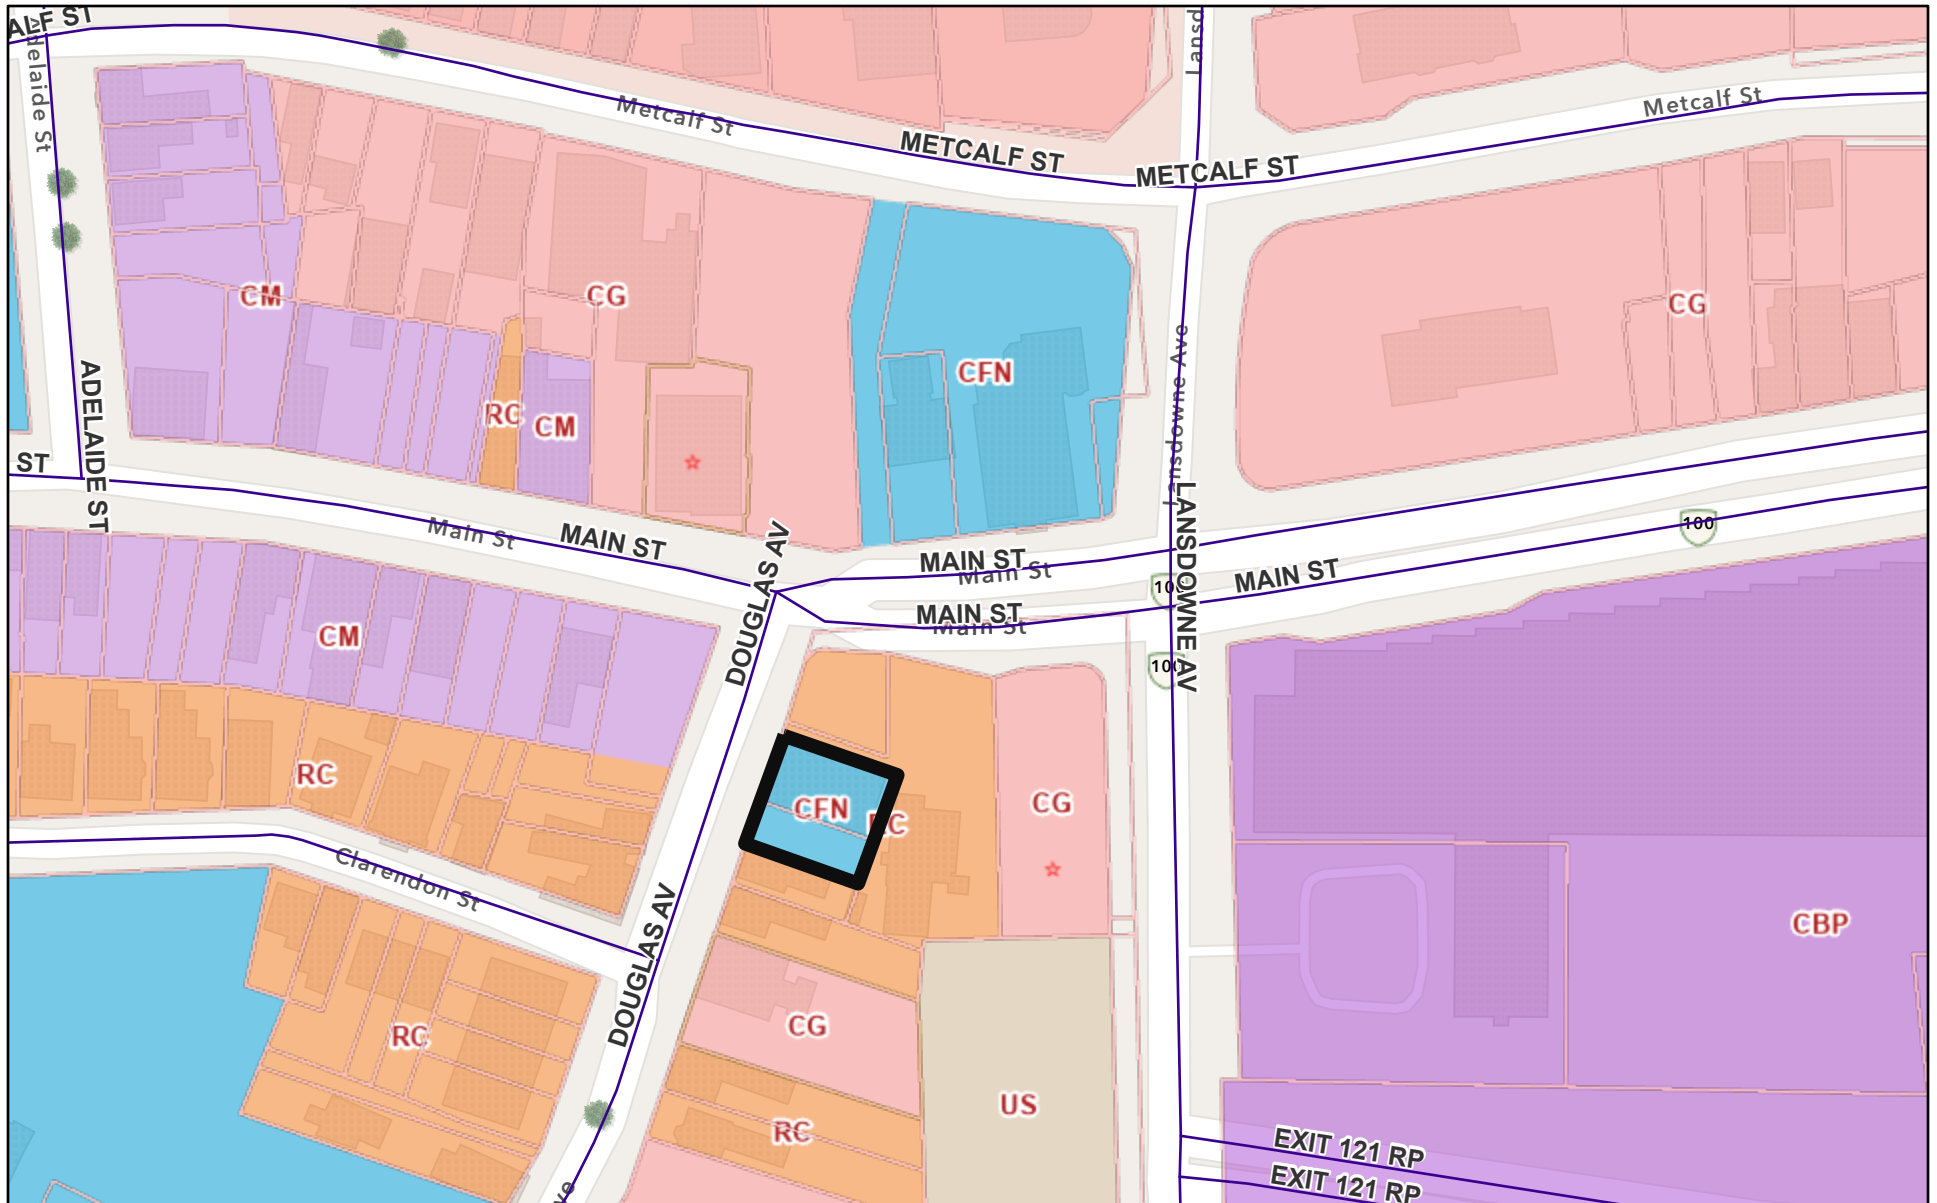 ALF ST
Adelaide St
Metcalf St
METCALF ST
METCALF ST
Metcalf St
CM
CG
CG
CFN
Lansdowne Ave
ADELAIDE ST
RC
CM
ST
Main St
MAIN ST
DOUGLAS AV
MAIN ST
Main St
MAIN ST
Main St
LANSDOWNE AV
MAIN ST
100
100
100
CM
RC
CFN
RC
CG
Clarendon St
DOUGLAS AV
CBP
RC
CG
US
RC
EXIT 121 RP
EXIT 121 RP